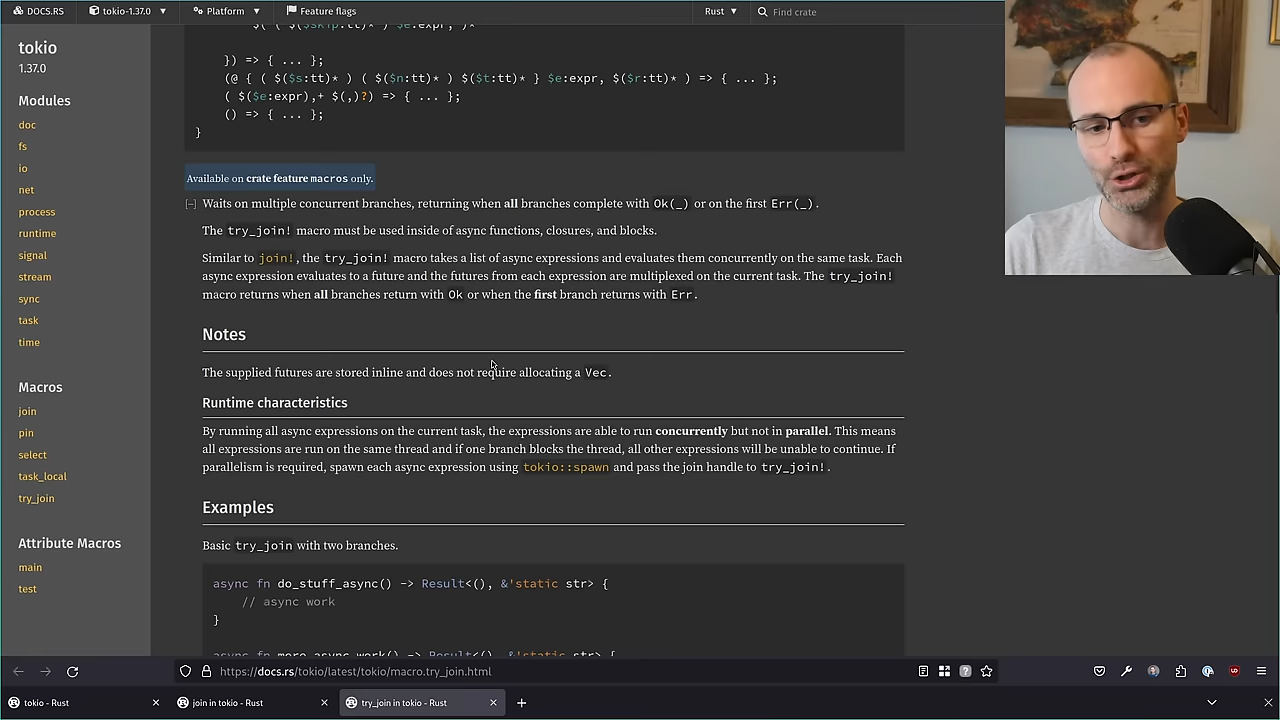 DOCS.RS tokio-1.37.0 Platform Feature flags Rust Find crate
tokio
1.37.0
Modules
doc
fs
io
net
process
runtime
signal
stream
sync
task
time
Macros
join
pin
select
task_local
try_join
Attribute Macros
main
test
$( ( $($skip:tt)* ) $e:expr, )*
}) => { ... };
(@ { ( $($s:tt)* ) ( $($n:tt)* ) $($t:tt)* } $e:expr, $($r:tt)* ) => { ... };
( $($e:expr),+ $(,)?) => { ... };
() => { ... };
}
Available on crate feature macros only.
[−] Waits on multiple concurrent branches, returning when all branches complete with Ok(_) or on the first Err(_).
The try_join! macro must be used inside of async functions, closures, and blocks.
Similar to join!, the try_join! macro takes a list of async expressions and evaluates them concurrently on the same task. Each
async expression evaluates to a future and the futures from each expression are multiplexed on the current task. The try_join!
macro returns when all branches return with Ok or when the first branch returns with Err.
Notes
The supplied futures are stored inline and does not require allocating a Vec.
Runtime characteristics
By running all async expressions on the current task, the expressions are able to run concurrently but not in parallel. This means
all expressions are run on the same thread and if one branch blocks the thread, all other expressions will be unable to continue. If
parallelism is required, spawn each async expression using tokio::spawn and pass the join handle to try_join!.
Examples
Basic try_join with two branches.
async fn do_stuff_async() -> Result<(), &'static str> {
// async work
}
async fn more_async_work() -> Result<(), &'static str> {
https://docs.rs/tokio/latest/tokio/macro.try_join.html
tokio - Rust join in tokio - Rust try_join in tokio - Rust